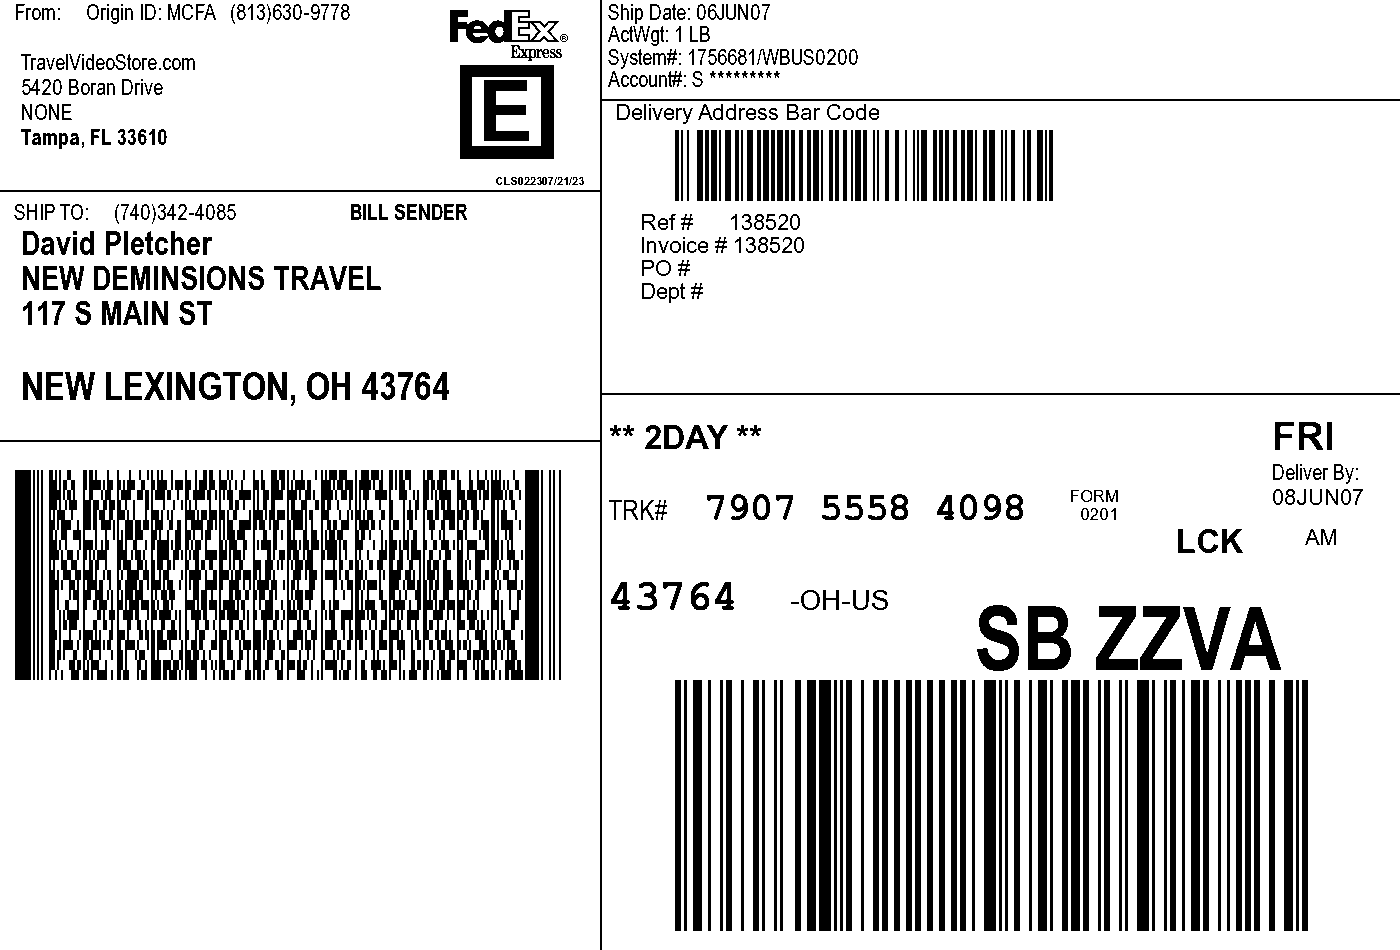 From: Origin ID: MCFA (813)630-9778
TravelVideoStore.com
5420 Boran Drive
NONE
Tampa, FL 33610
FedEx®
Express
E
CLS022307/21/23
SHIP TO: (740)342-4085 BILL SENDER
David Pletcher
NEW DEMINSIONS TRAVEL
117 S MAIN ST
NEW LEXINGTON, OH 43764
Ship Date: 06JUN07
ActWgt: 1 LB
System#: 1756681/WBUS0200
Account#: S *********
Delivery Address Bar Code
Ref # 138520
Invoice # 138520
PO #
Dept #
** 2DAY **
FRI
Deliver By:
08JUN07
TRK# 7907 5558 4098 FORM
0201
LCK AM
43764 -OH-US
SB ZZVA